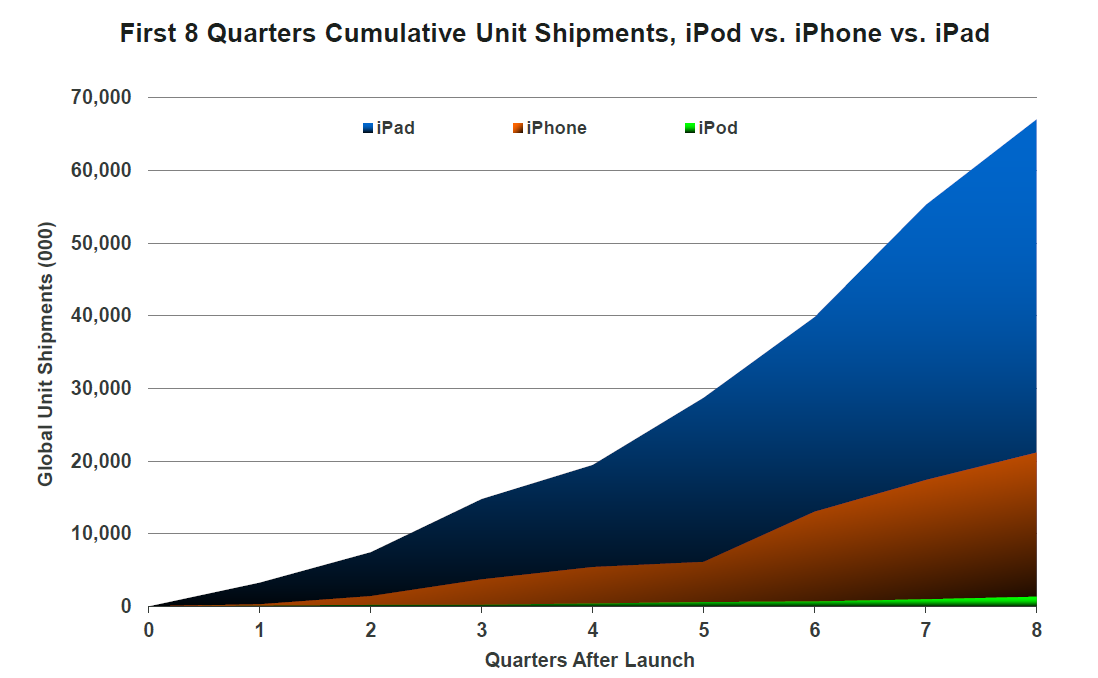 First 8 Quarters Cumulative Unit Shipments, iPod vs. iPhone vs. iPad
70,000
iPad iPhone iPod
60,000
50,000
40,000
30,000
20,000
10,000
0
Global Unit Shipments (000)
0 1 2 3 4 5 6 7 8
Quarters After Launch